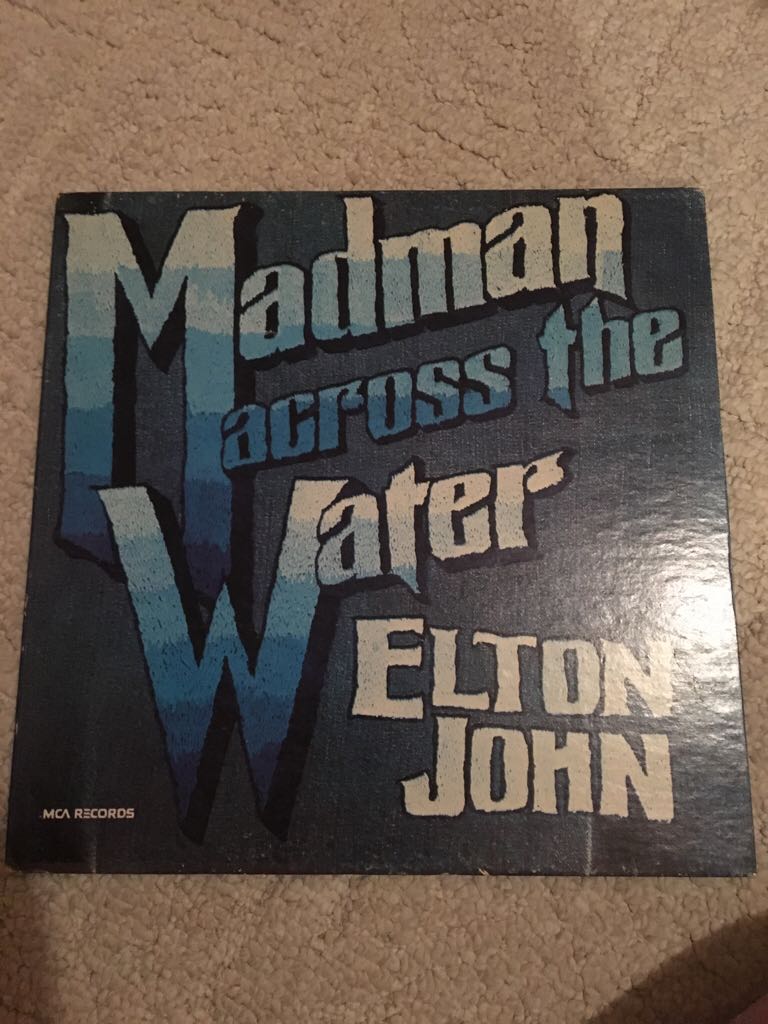 Madman
across the
Water
ELTON
JOHN
MCA RECORDS